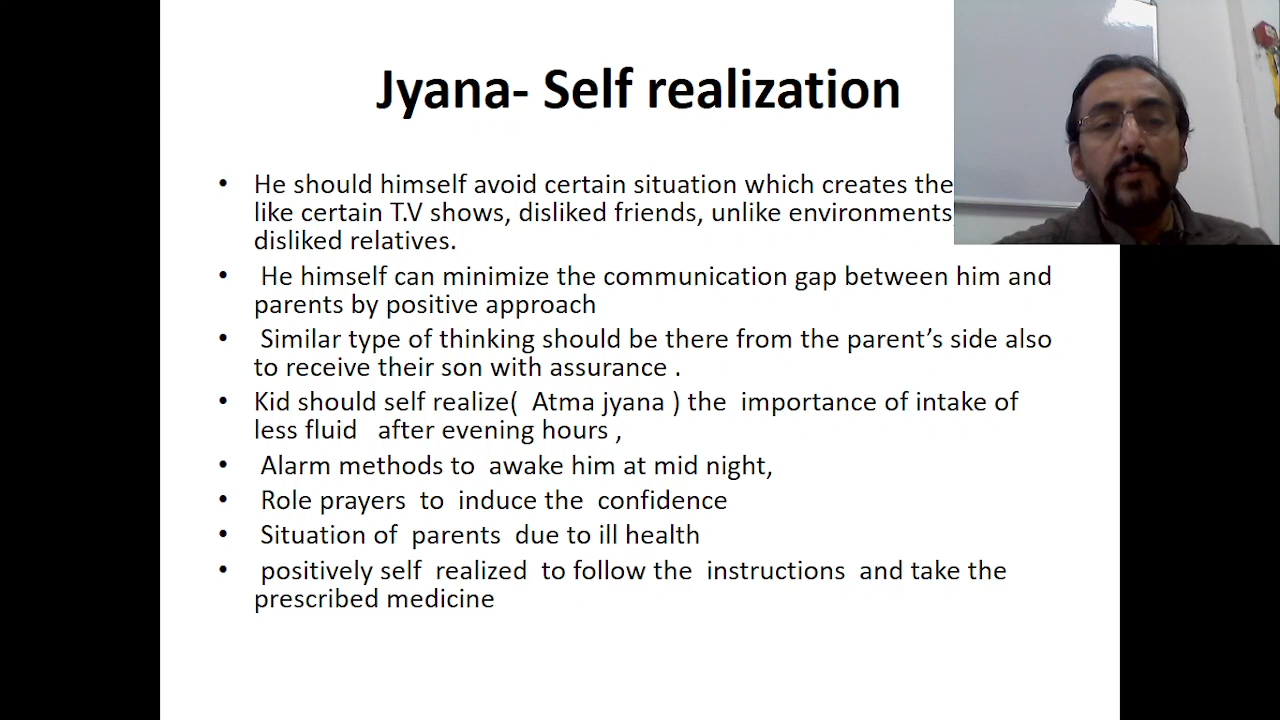 Jyana- Self realization
• He should himself avoid certain situation which creates the
like certain T.V shows, disliked friends, unlike environments,
disliked relatives.
• He himself can minimize the communication gap between him and
parents by positive approach
• Similar type of thinking should be there from the parent’s side also
to receive their son with assurance .
• Kid should self realize( Atma jyana ) the importance of intake of
less fluid after evening hours ,
• Alarm methods to awake him at mid night,
• Role prayers to induce the confidence
• Situation of parents due to ill health
• positively self realized to follow the instructions and take the
prescribed medicine